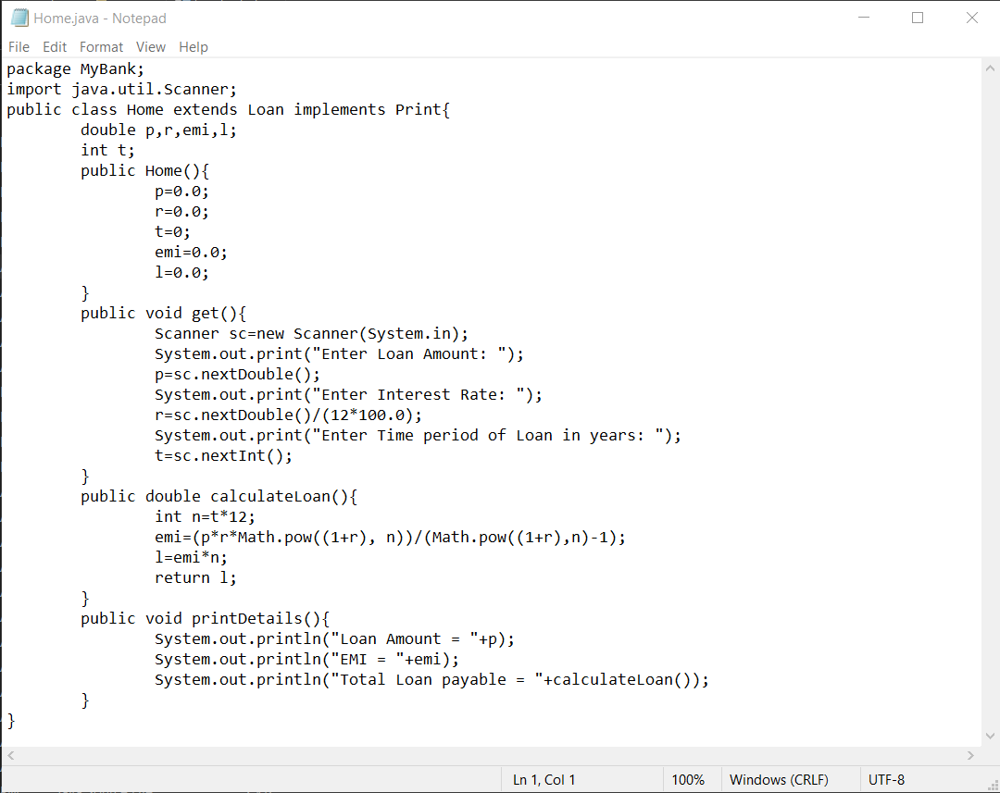 Home.java - Notepad
File Edit Format View Help
package MyBank;
import java.util.Scanner;
public class Home extends Loan implements Print{
        double p,r,emi,l;
        int t;
        public Home(){
                p=0.0;
                r=0.0;
                t=0;
                emi=0.0;
                l=0.0;
        }
        public void get(){
                Scanner sc=new Scanner(System.in);
                System.out.print("Enter Loan Amount: ");
                p=sc.nextDouble();
                System.out.print("Enter Interest Rate: ");
                r=sc.nextDouble()/(12*100.0);
                System.out.print("Enter Time period of Loan in years: ");
                t=sc.nextInt();
        }
        public double calculateLoan(){
                int n=t*12;
                emi=(p*r*Math.pow((1+r), n))/(Math.pow((1+r),n)-1);
                l=emi*n;
                return l;
        }
        public void printDetails(){
                System.out.println("Loan Amount = "+p);
                System.out.println("EMI = "+emi);
                System.out.println("Total Loan payable = "+calculateLoan());
        }
}
Ln 1, Col 1 100% Windows (CRLF) UTF-8